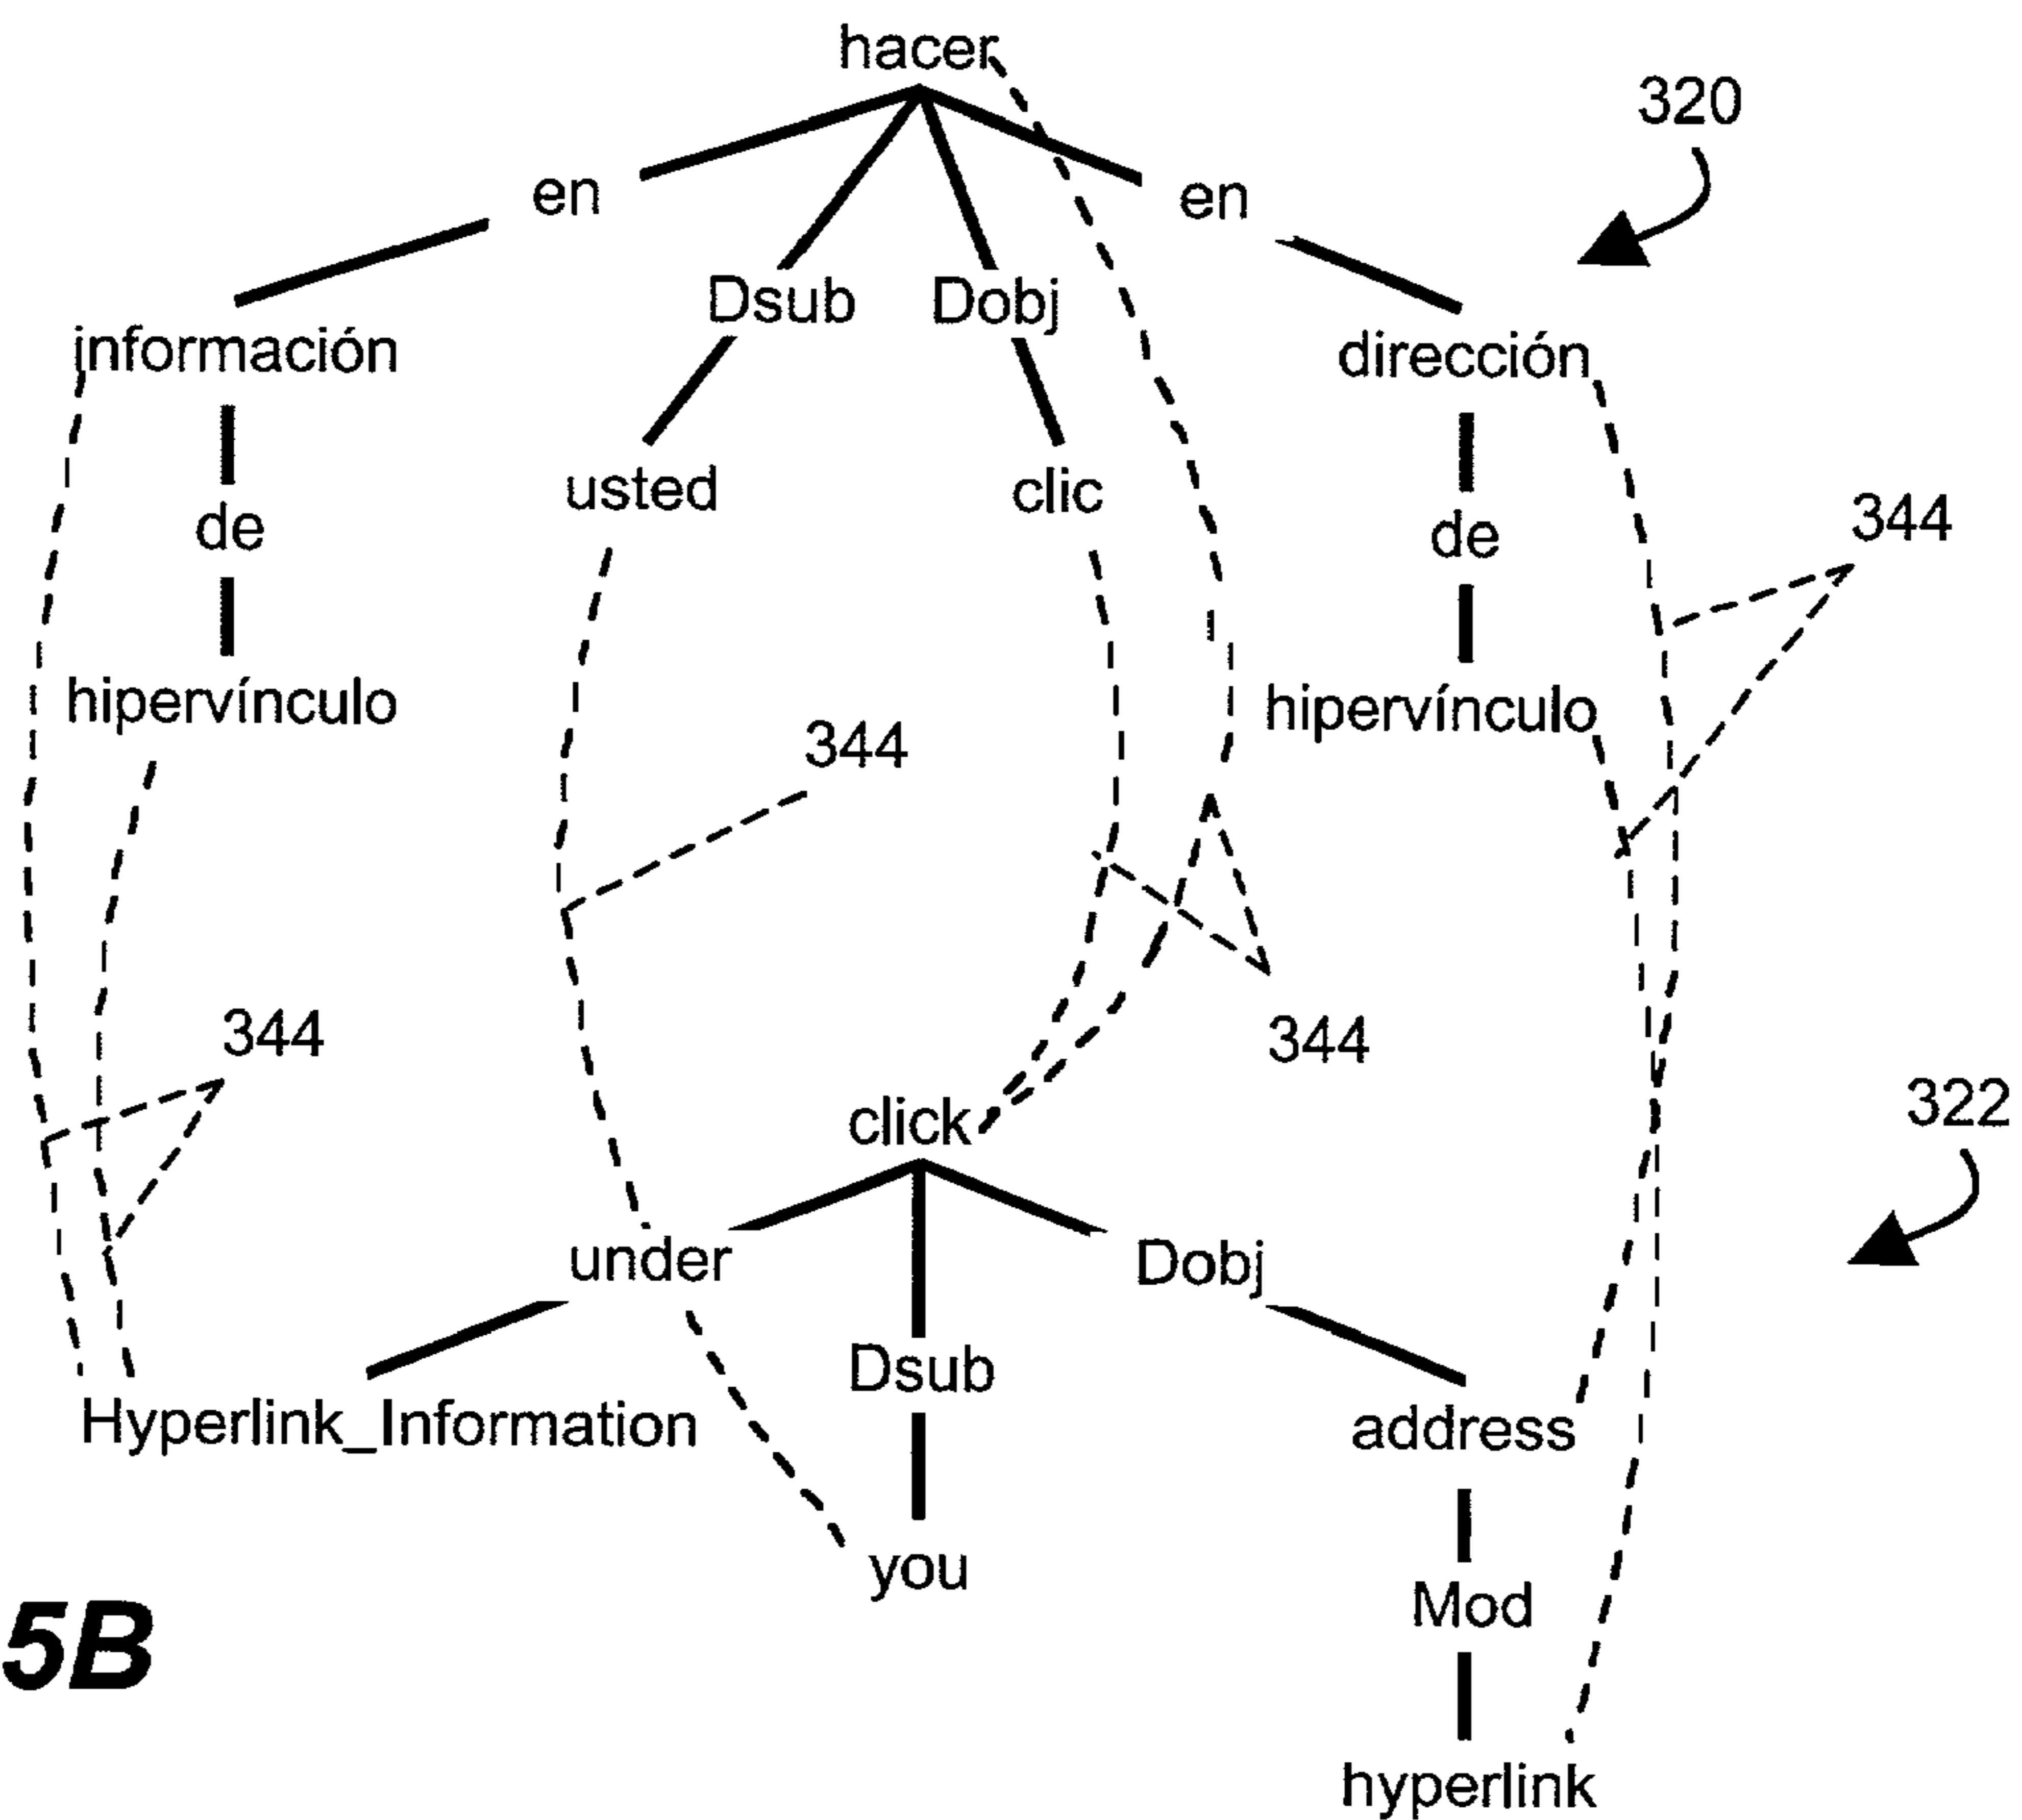 hacer
320
en
en
Dsub
Dobj
información
dirección
usted
clic
344
de
de
hipervínculo
hipervínculo
344
344
344
click
322
under
Dobj
Dsub
Hyperlink_Information
address
you
Mod
5B
hyperlink